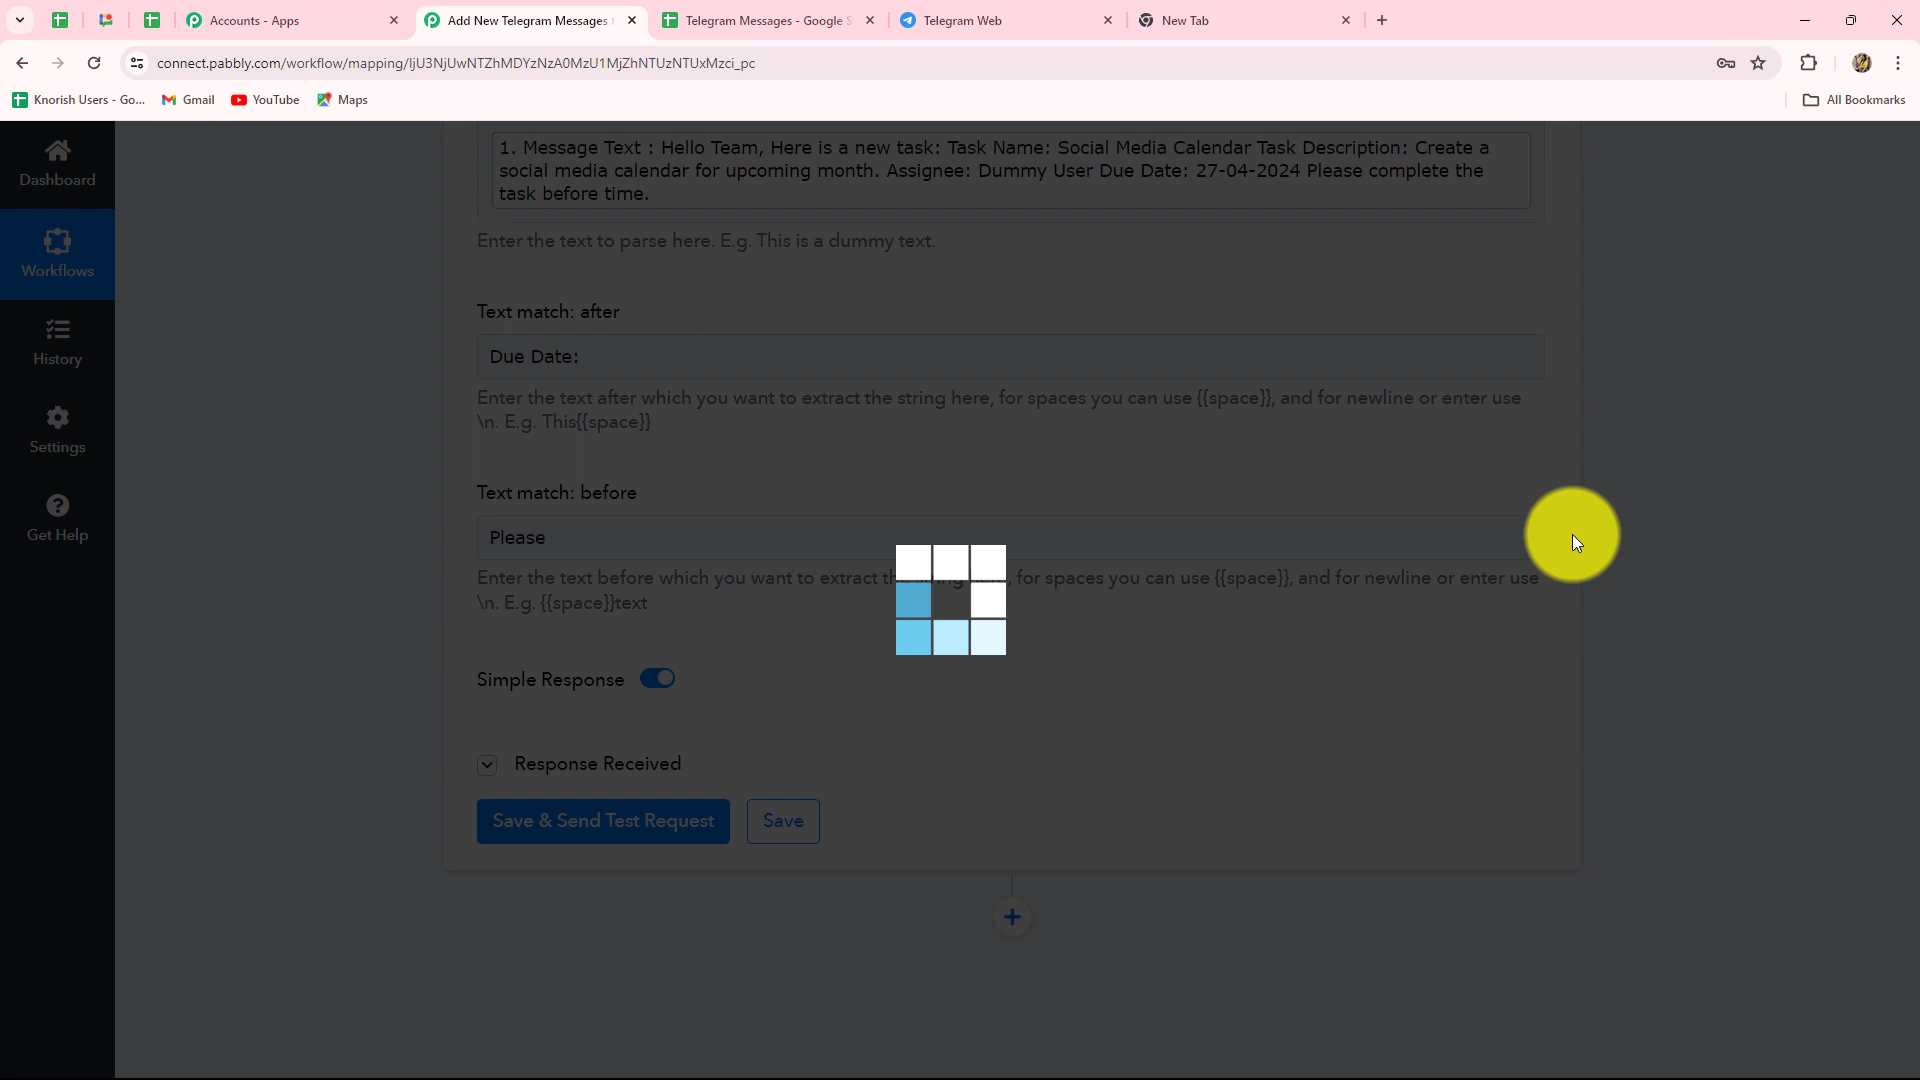 Accounts - Apps
Add New Telegram Messages
Telegram Messages - Google S
Telegram Web
New Tab
connect.pabbly.com/workflow/mapping/IjU3NjUwNTZhMDYzNzA0MzU1MjZhNTUzNTUxMzci_pc
Knorish Users - Go...
Gmail
YouTube
Maps
All Bookmarks
Dashboard
Workflows
History
Settings
Get Help
1. Message Text : Hello Team, Here is a new task: Task Name: Social Media Calendar Task Description: Create a
social media calendar for upcoming month. Assignee: Dummy User Due Date: 27-04-2024 Please complete the
task before time.
Enter the text to parse here. E.g. This is a dummy text.
Text match: after
Due Date:
Enter the text after which you want to extract the string here, for spaces you can use {{space}}, and for newline or enter use
\n. E.g. This{{space}}
Text match: before
Please
Enter the text before which you want to extract th , for spaces you can use {{space}}, and for newline or enter use
\n. E.g. {{space}}text
Simple Response
Response Received
Save & Send Test Request
Save